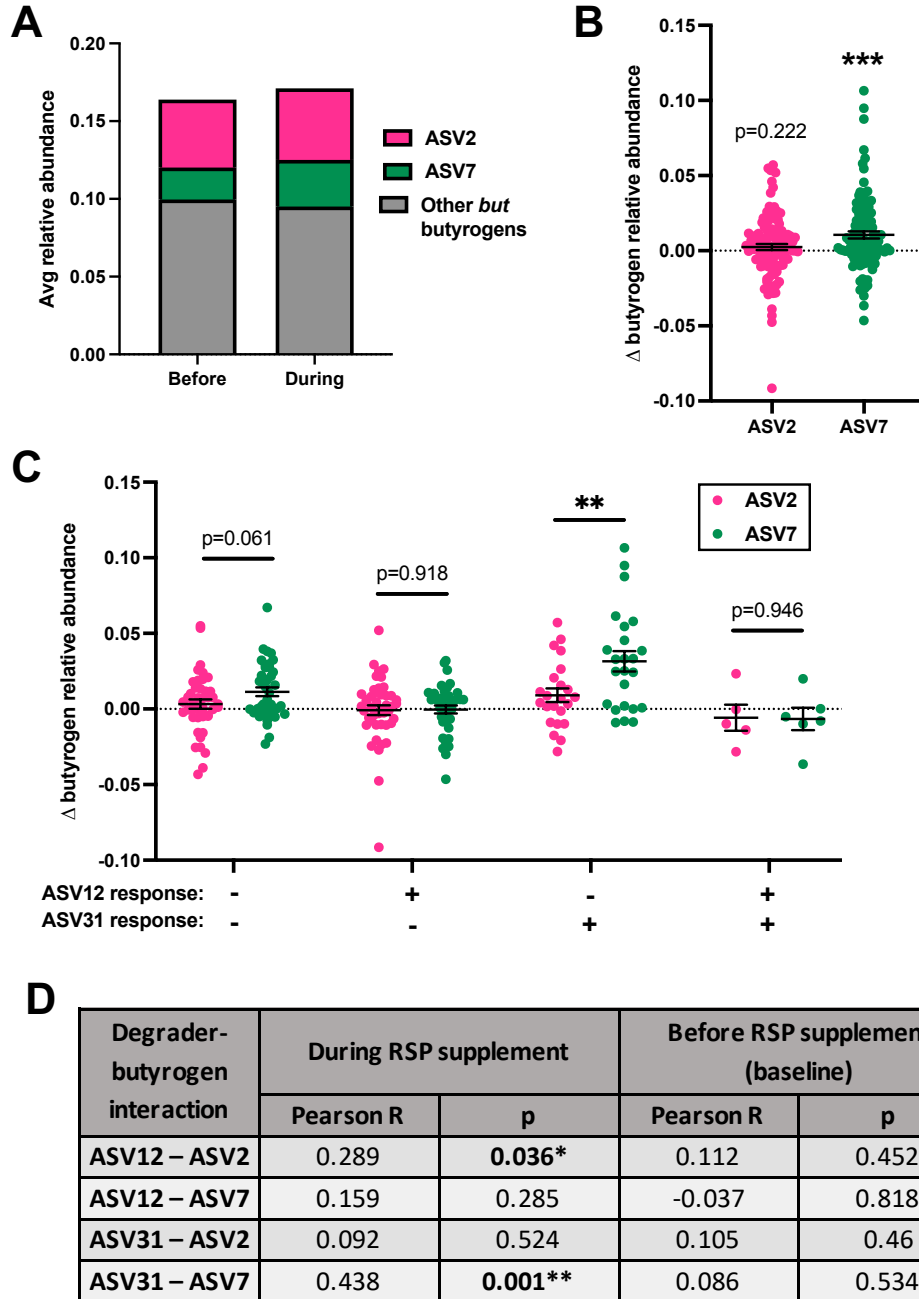 A
0.20
0.15
0.10
0.05
0.00
Avg relative abundance
Before
During
ASV2
ASV7
Other but
butyrogens
B
0.15
0.10
0.05
0.00
-0.05
-0.10
Δ butyrogen relative abundance
p=0.222
***
ASV2
ASV7
C
0.15
0.10
0.05
0.00
-0.05
-0.10
Δ butyrogen relative abundance
p=0.061
p=0.918
**
p=0.946
ASV2
ASV7
ASV12 response: - + - +
ASV31 response: - - + +
D
Degrader-
butyrogen
interaction
During RSP supplement
Before RSP supplemen
(baseline)
Pearson R p Pearson R p
ASV12 – ASV2 0.289 0.036* 0.112 0.452
ASV12 – ASV7 0.159 0.285 -0.037 0.818
ASV31 – ASV2 0.092 0.524 0.105 0.46
ASV31 – ASV7 0.438 0.001** 0.086 0.534